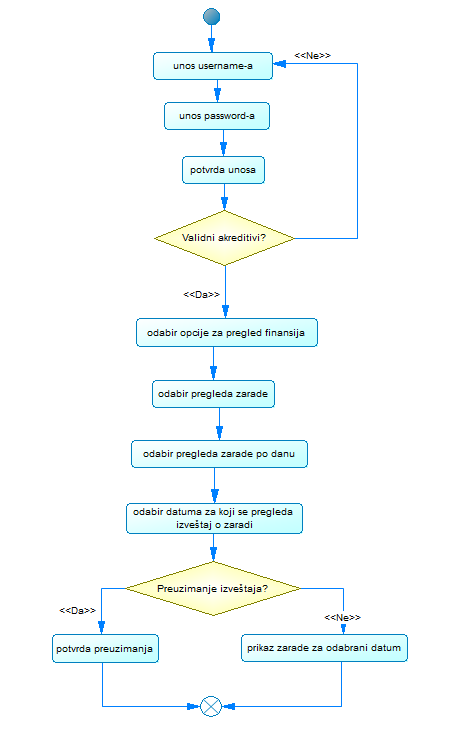 <<Ne>>
unos username-a
unos password-a
potvrda unosa
Validni akreditivi?
<<Da>>
odabir opcije za pregled finansija
odabir pregleda zarade
odabir pregleda zarade po danu
odabir datuma za koji se pregleda
izveštaj o zaradi
Preuzimanje izveštaja?
<<Da>>
<<Ne>>
potvrda preuzimanja
prikaz zarade za odabrani datum